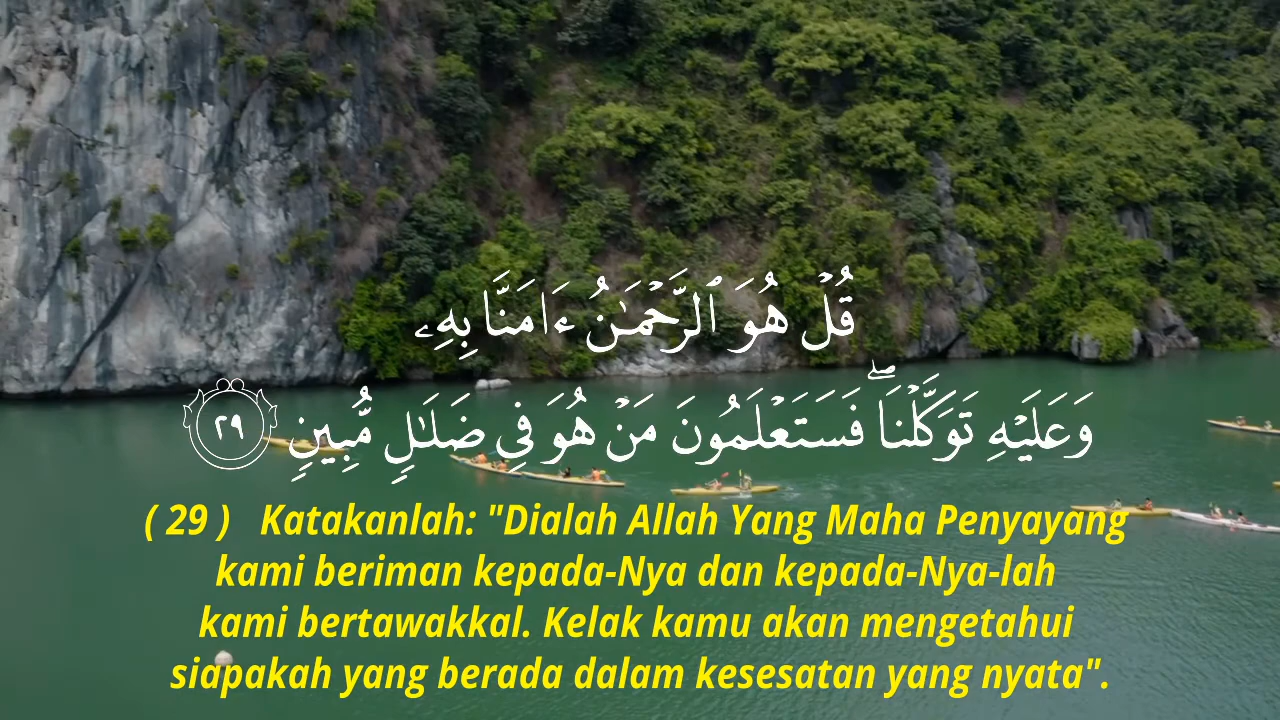 قُلْ هُوَ ٱلرَّحْمَـٰنُ ءَامَنَّا بِهِۦ
وَعَلَيْهِ تَوَكَّلْنَا ۖ فَسَتَعْلَمُونَ مَنْ هُوَ فِى ضَلَـٰلٍ مُّبِينٍ ٢٩
( 29 ) Katakanlah: "Dialah Allah Yang Maha Penyayang
kami beriman kepada-Nya dan kepada-Nya-lah
kami bertawakkal. Kelak kamu akan mengetahui
siapakah yang berada dalam kesesatan yang nyata".